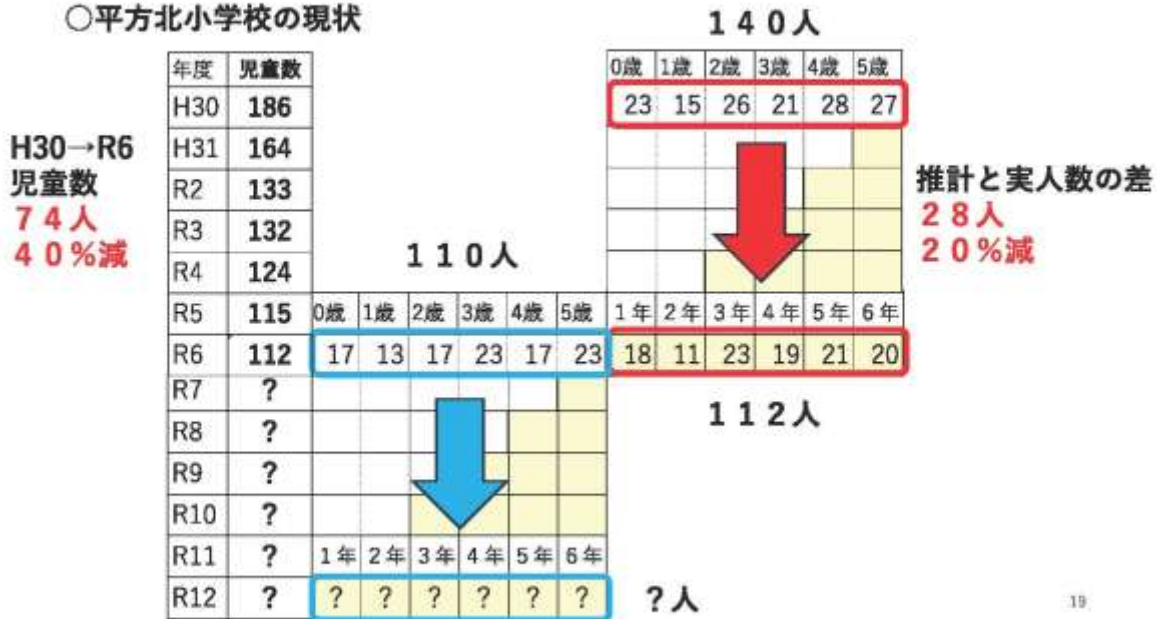 ○平方北小学校の現状
140人
年度 児童数 0歳 1歳 2歳 3歳 4歳 5歳
H30 186 23 15 26 21 28 27
H31 164
R2 133
R3 132
R4 124
H30→R6
児童数
74人
40%減
推計と実人数の差
28人
20%減
110人
R5 115 0歳 1歳 2歳 3歳 4歳 5歳 1年 2年 3年 4年 5年 6年
R6 112 17 13 17 23 17 23 18 11 23 19 21 20
R7 ?
112人
R8 ?
R9 ?
R10 ?
R11 ? 1年 2年 3年 4年 5年 6年
R12 ? ? ? ? ? ? ? ?人
19